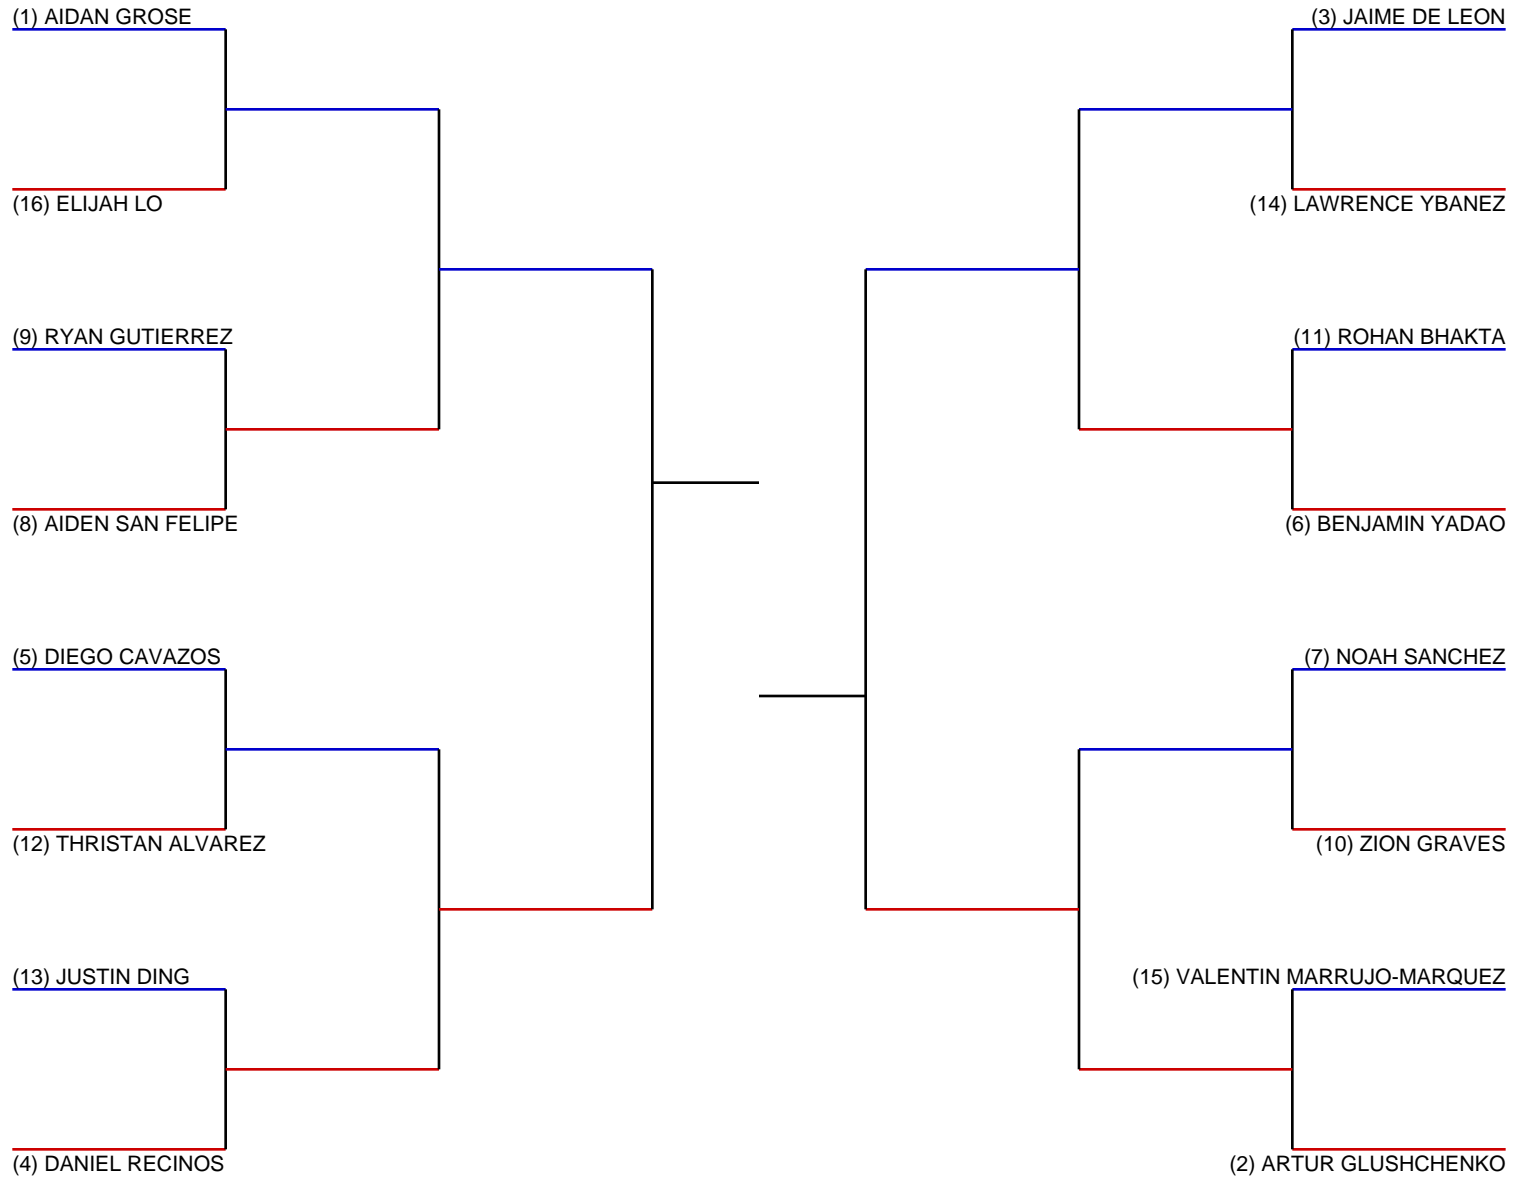 (1) AIDAN GROSE
(16) ELIJAH LO
(9) RYAN GUTIERREZ
(8) AIDEN SAN FELIPE
(5) DIEGO CAVAZOS
(12) THRISTAN ALVAREZ
(13) JUSTIN DING
(4) DANIEL RECINOS
(3) JAIME DE LEON
(14) LAWRENCE YBANEZ
(11) ROHAN BHAKTA
(6) BENJAMIN YADAO
(7) NOAH SANCHEZ
(10) ZION GRAVES
(15) VALENTIN MARRUJO-MARQUEZ
(2) ARTUR GLUSHCHENKO